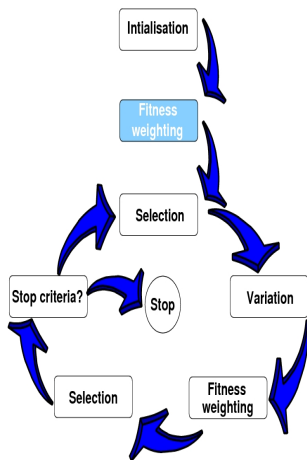 Intialisation
Fitness
weighting
Selection
Stop criteria?
Stop
Variation
Selection
Fitness
weighting